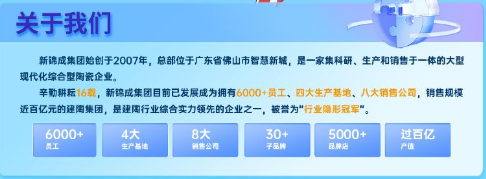 关于我们
新锦成集团始创于2007年，总部位于广东省佛山市智慧新城，是一家集科研、生产和销售于一体的大型
现代化综合型陶瓷企业。
辛勤耕耘16载，新锦成集团目前已发展成为拥有6000+员工、四大生产基地、八大销售公司，销售规模
近百亿元的建陶集团，是建陶行业综合实力领先的企业之一，被誉为“行业隐形冠军”。
6000+ 4大 8大 30+ 5000+ 过百亿
员工 生产基地 销售公司 子品牌 品牌店 产值